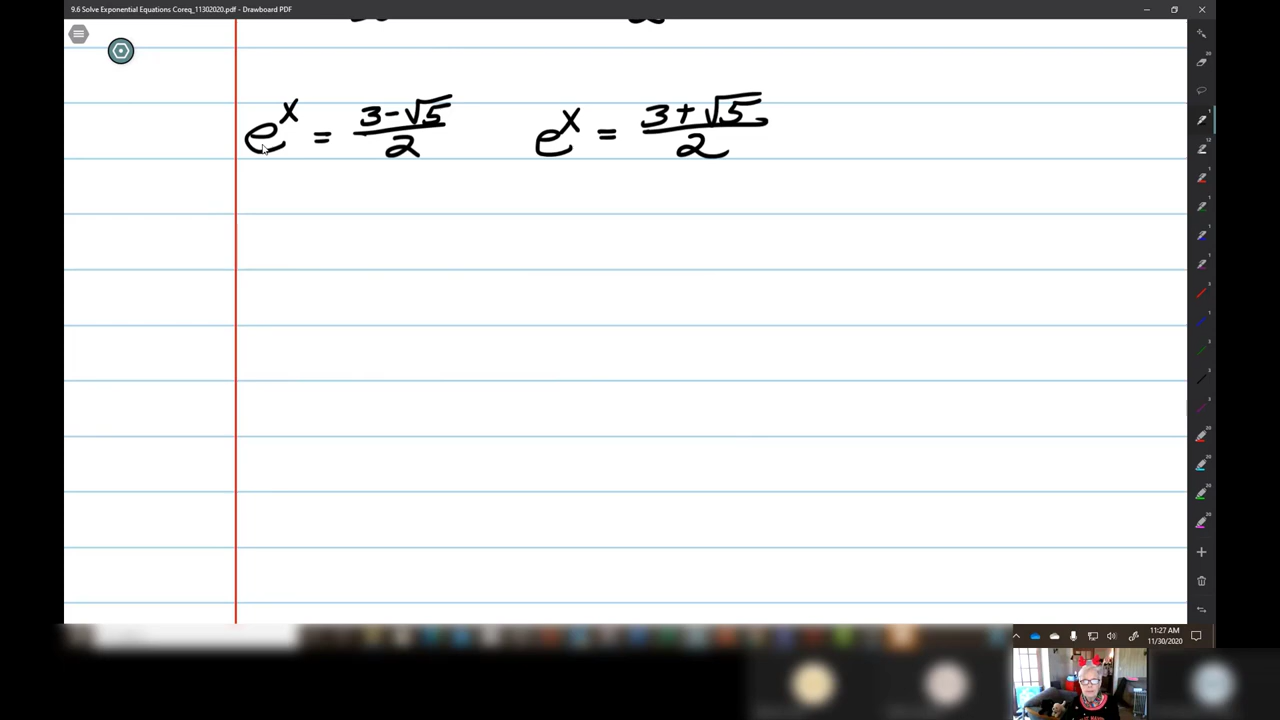 9.6 Solve Exponential Equations Coreq_11302020.pdf - Drawboard PDF
e^x = (3-√5)/2    e^x = (3+√5)/2
11:27 AM
11/30/2020